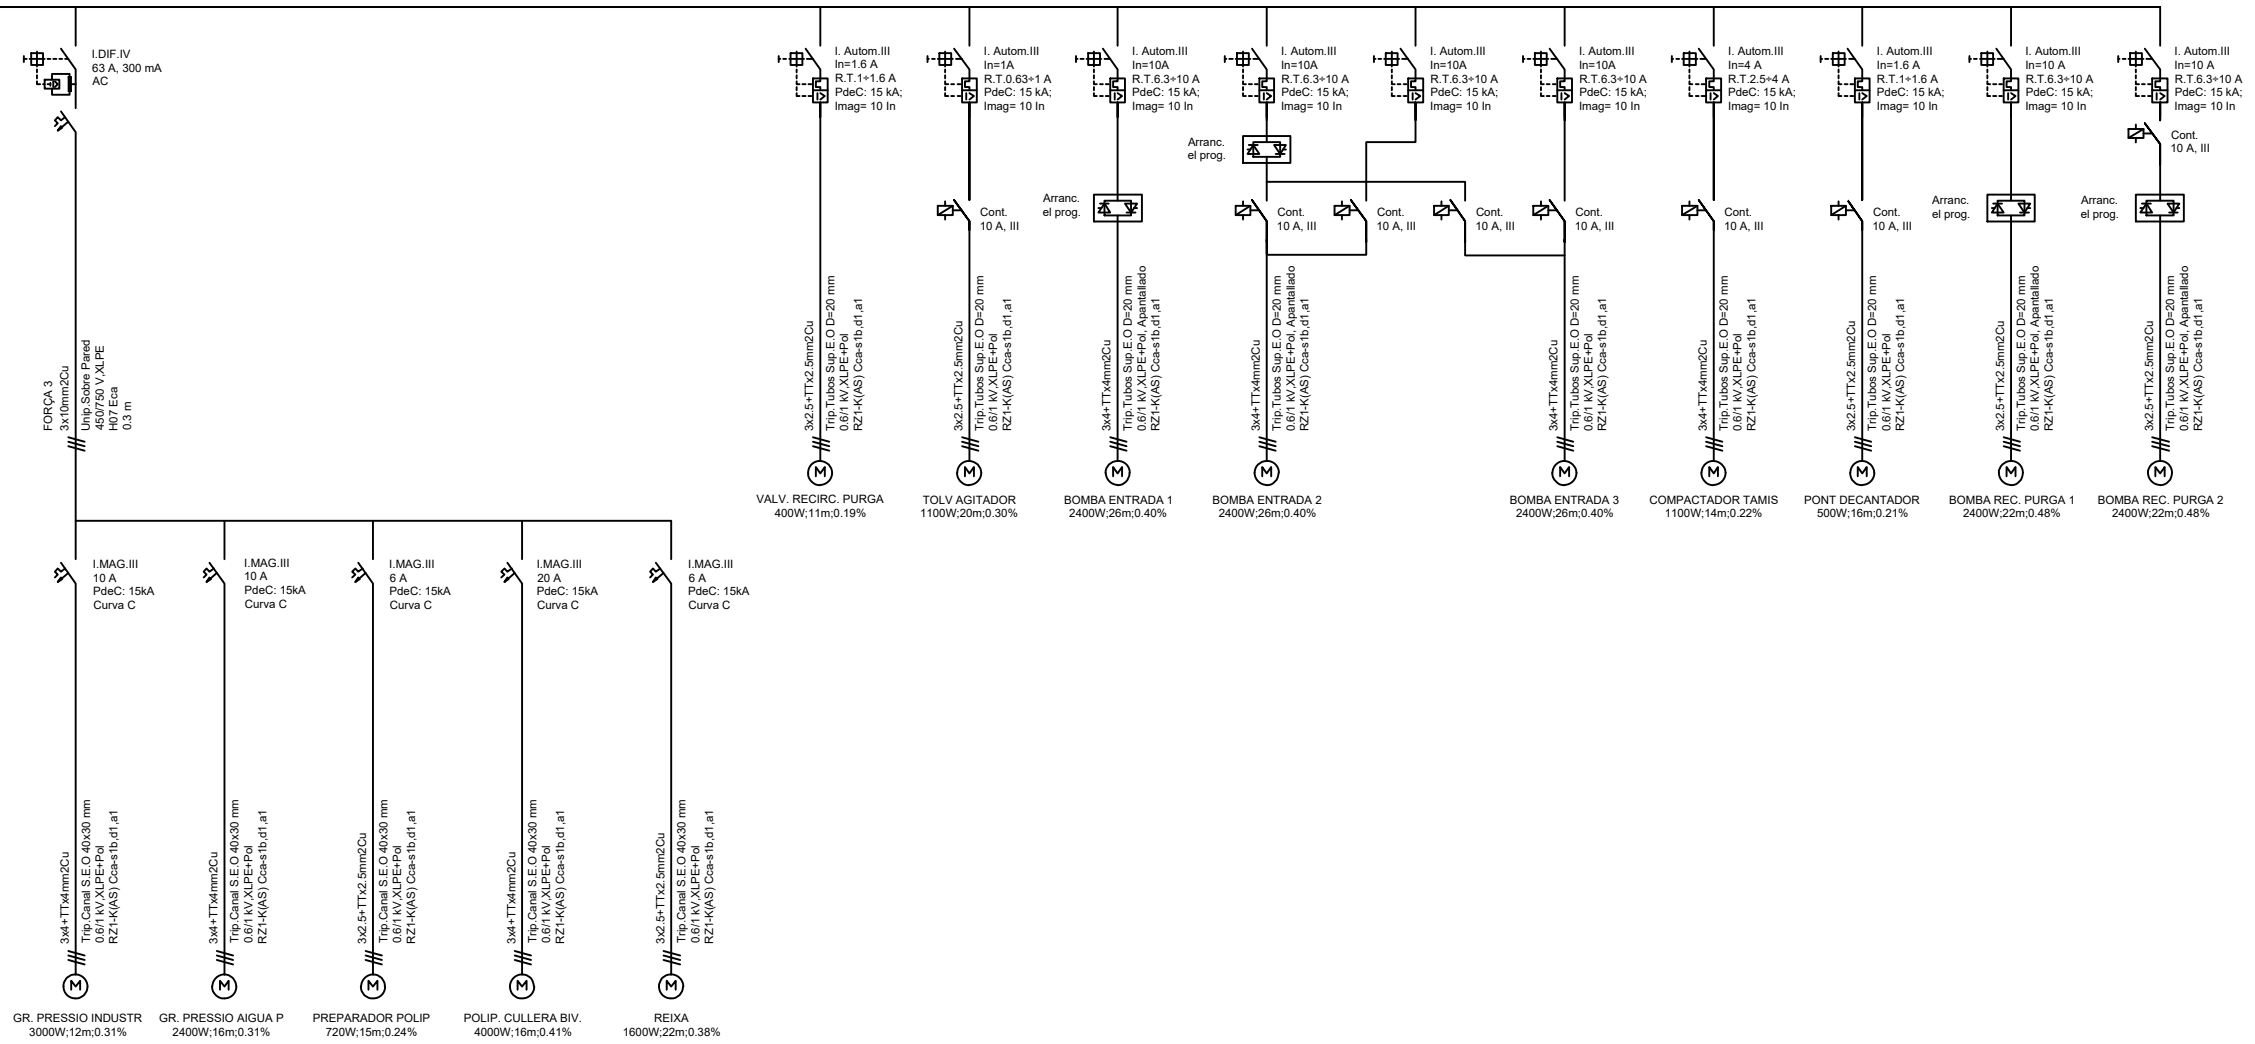 I.DIF.IV
63 A, 300 mA
AC
I. Autom.III
In=1.6 A
R.T.1÷1.6 A
PdeC: 15 kA;
Imag= 10 In
I. Autom.III
In=1A
R.T.0.63÷1 A
PdeC: 15 kA;
Imag= 10 In
I. Autom.III
In=10A
R.T.6.3÷10 A
PdeC: 15 kA;
Imag= 10 In
I. Autom.III
In=10A
R.T.6.3÷10 A
PdeC: 15 kA;
Imag= 10 In
I. Autom.III
In=10A
R.T.6.3÷10 A
PdeC: 15 kA;
Imag= 10 In
I. Autom.III
In=10A
R.T.6.3÷10 A
PdeC: 15 kA;
Imag= 10 In
I. Autom.III
In=4 A
R.T.2.5÷4 A
PdeC: 15 kA;
Imag= 10 In
I. Autom.III
In=1.6 A
R.T.1÷1.6 A
PdeC: 15 kA;
Imag= 10 In
I. Autom.III
In=10 A
R.T.6.3÷10 A
PdeC: 15 kA;
Imag= 10 In
I. Autom.III
In=10 A
R.T.6.3÷10 A
PdeC: 15 kA;
Imag= 10 In
Arranc.
el prog.
Cont.
10 A, III
Cont.
10 A, III
Arranc.
el prog.
Cont.
10 A, III
Cont.
10 A, III
Cont.
10 A, III
Cont.
10 A, III
Cont.
10 A, III
Cont.
10 A, III
Arranc.
el prog.
Arranc.
el prog.
FORÇA 3
3x10mm2Cu
Unip.Sobre Pared
450/750 V,XLPE
H07 Eca
0.3 m
3x2.5+TTx2.5mm2Cu
Trip.Tubos Sup.E.O D=20 mm
0.6/1 kV,XLPE+Pol
RZ1-K(AS) Cca-s1b,d1,a1
3x2.5+TTx2.5mm2Cu
Trip.Tubos Sup.E.O D=20 mm
0.6/1 kV,XLPE+Pol
RZ1-K(AS) Cca-s1b,d1,a1
3x4+TTx4mm2Cu
Trip.Tubos Sup.E.O D=20 mm
0.6/1 kV,XLPE+Pol, Apantallado
RZ1-K(AS) Cca-s1b,d1,a1
3x4+TTx4mm2Cu
Trip.Tubos Sup.E.O D=20 mm
0.6/1 kV,XLPE+Pol, Apantallado
RZ1-K(AS) Cca-s1b,d1,a1
3x4+TTx4mm2Cu
Trip.Tubos Sup.E.O D=20 mm
0.6/1 kV,XLPE+Pol
RZ1-K(AS) Cca-s1b,d1,a1
3x4+TTx4mm2Cu
Trip.Tubos Sup.E.O D=20 mm
0.6/1 kV,XLPE+Pol
RZ1-K(AS) Cca-s1b,d1,a1
3x2.5+TTx2.5mm2Cu
Trip.Tubos Sup.E.O D=20 mm
0.6/1 kV,XLPE+Pol
RZ1-K(AS) Cca-s1b,d1,a1
3x2.5+TTx2.5mm2Cu
Trip.Tubos Sup.E.O D=20 mm
0.6/1 kV,XLPE+Pol, Apantallado
RZ1-K(AS) Cca-s1b,d1,a1
3x2.5+TTx2.5mm2Cu
Trip.Tubos Sup.E.O D=20 mm
0.6/1 kV,XLPE+Pol, Apantallado
RZ1-K(AS) Cca-s1b,d1,a1
M
M
M
M
M
M
M
M
M
VALV. RECIRC. PURGA
400W;11m;0.19%
TOLV AGITADOR
1100W;20m;0.30%
BOMBA ENTRADA 1
2400W;26m;0.40%
BOMBA ENTRADA 2
2400W;26m;0.40%
BOMBA ENTRADA 3
2400W;26m;0.40%
COMPACTADOR TAMIS
1100W;14m;0.22%
PONT DECANTADOR
500W;16m;0.21%
BOMBA REC. PURGA 1
2400W;22m;0.48%
BOMBA REC. PURGA 2
2400W;22m;0.48%
I.MAG.III
10 A
PdeC: 15kA
Curva C
I.MAG.III
10 A
PdeC: 15kA
Curva C
I.MAG.III
6 A
PdeC: 15kA
Curva C
I.MAG.III
20 A
PdeC: 15kA
Curva C
I.MAG.III
6 A
PdeC: 15kA
Curva C
3x4+TTx4mm2Cu
Trip.Canal S.E.O 40x30 mm
0.6/1 kV,XLPE+Pol
RZ1-K(AS) Cca-s1b,d1,a1
3x4+TTx4mm2Cu
Trip.Canal S.E.O 40x30 mm
0.6/1 kV,XLPE+Pol
RZ1-K(AS) Cca-s1b,d1,a1
3x2.5+TTx2.5mm2Cu
Trip.Canal S.E.O 40x30 mm
0.6/1 kV,XLPE+Pol
RZ1-K(AS) Cca-s1b,d1,a1
3x4+TTx4mm2Cu
Trip.Canal S.E.O 40x30 mm
0.6/1 kV,XLPE+Pol
RZ1-K(AS) Cca-s1b,d1,a1
3x2.5+TTx2.5mm2Cu
Trip.Canal S.E.O 40x30 mm
0.6/1 kV,XLPE+Pol
RZ1-K(AS) Cca-s1b,d1,a1
M
M
M
M
M
GR. PRESSIO INDUSTR
3000W;12m;0.31%
GR. PRESSIO AIGUA P
2400W;16m;0.31%
PREPARADOR POLIP
720W;15m;0.24%
POLIP. CULLERA BIV.
4000W;16m;0.41%
REIXA
1600W;22m;0.38%